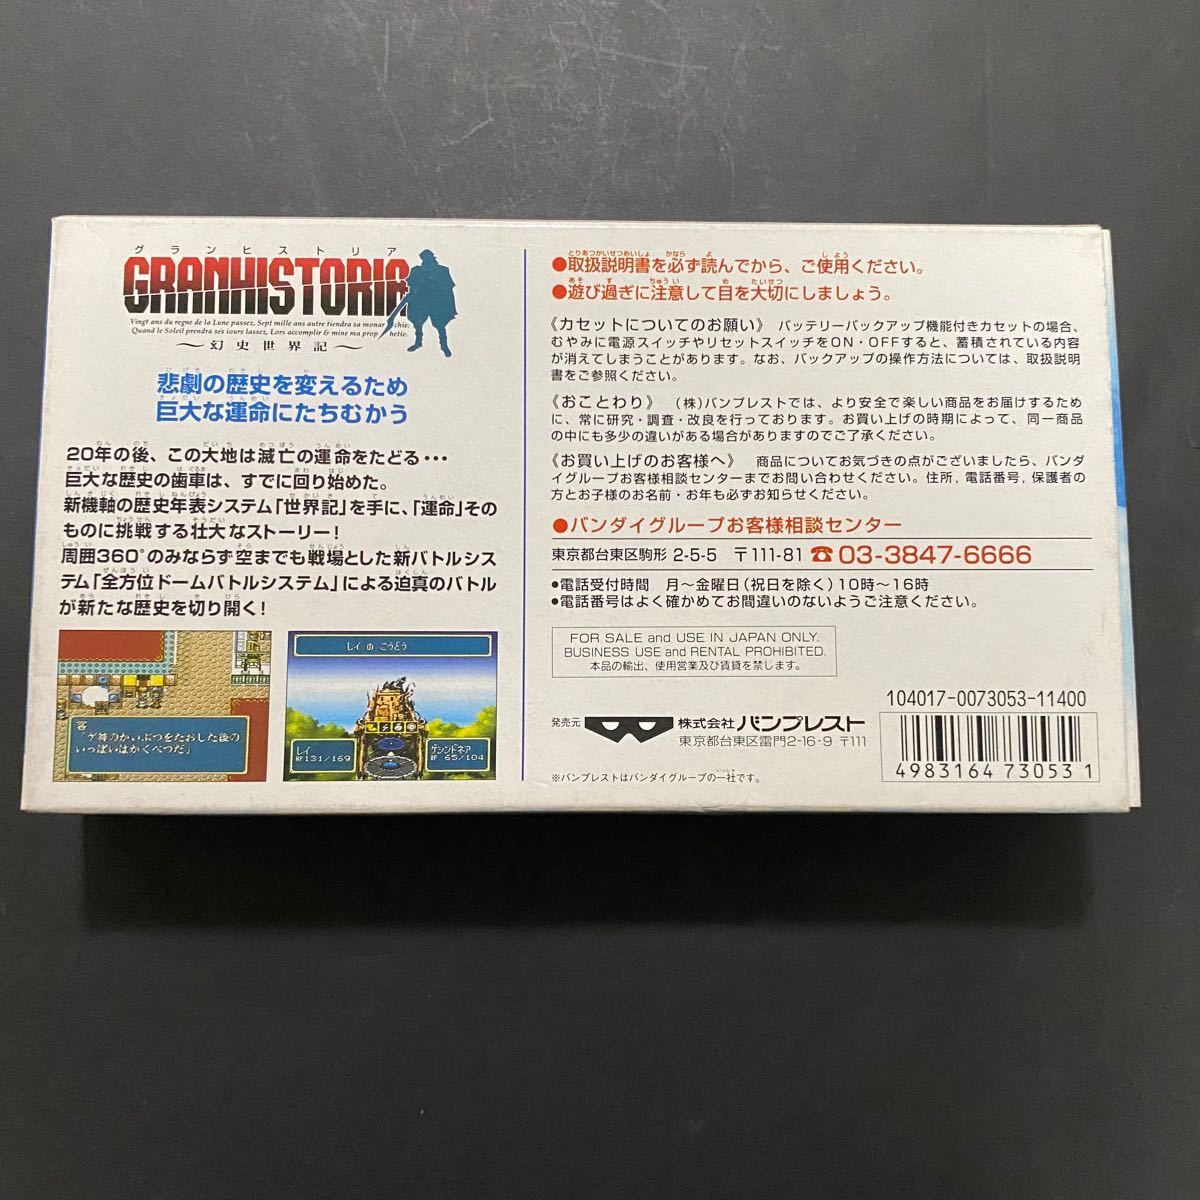 グランヒストリア
GRANHISTORIA
Vingt ans du regne de la Lune passez, Sept mille ans autre tiendra sa monarchie:
Quand le Soleil prendra ses iours lassez, Lors accomplir & mine ma prophetie.
～幻史世界記～
悲劇の歴史を変えるため
巨大な運命にたちむかう
20年の後、この大地は滅亡の運命をたどる・・・
巨大な歴史の歯車は、すでに回り始めた。
新機軸の歴史年表システム「世界記」を手に、「運命」その
ものに挑戦する壮大なストーリー！
周囲360°のみならず空までも戦場とした新バトルシス
テム「全方位ドームバトルシステム」による迫真のバトル
が新たな歴史を切り開く！
客
「ゲ舞のかいぶつをたおした後の
いっぱいはかくべつだ」
レイ の こうどう
レイ
HP131/169
ゲシンドネア
HP 65/104
●取扱説明書を必ず読んでから、ご使用ください。
●遊び過ぎに注意して目を大切にしましょう。
《カセットについてのお願い》 バッテリーバックアップ機能付きカセットの場合、
むやみに電源スイッチやリセットスイッチをON・OFFすると、蓄積されている内容
が消えてしまうことがあります。なお、バックアップの操作方法については、取扱説明
書をご参照ください。
《おことわり》 （株）バンプレストでは、より安全で楽しい商品をお届けするため
に、常に研究・調査・改良を行っております。お買い上げの時期によって、同一商品
の中にも多少の違いがある場合がありますのでご了承ください。
《お買い上げのお客様へ》 商品についてお気づきの点がございましたら、バンダ
イグループお客様相談センターまでお問い合わせください。住所，電話番号，保護者の
方とお子様のお名前・お年も必ずお知らせください。
●バンダイグループお客様相談センター
東京都台東区駒形 2-5-5 〒111-81 ☎ 03-3847-6666
●電話受付時間 月～金曜日（祝日を除く）10時～16時
●電話番号はよく確かめてお間違いのないようご注意ください。
FOR SALE and USE IN JAPAN ONLY.
BUSINESS USE and RENTAL PROHIBITED.
本品の輸出、使用営業及び賃貸を禁じます。
発売元 株式会社 バンプレスト
東京都台東区雷門2-16-9 〒111
※バンプレストはバンダイグループの一社です。
104017-0073053-11400
4983164 730531